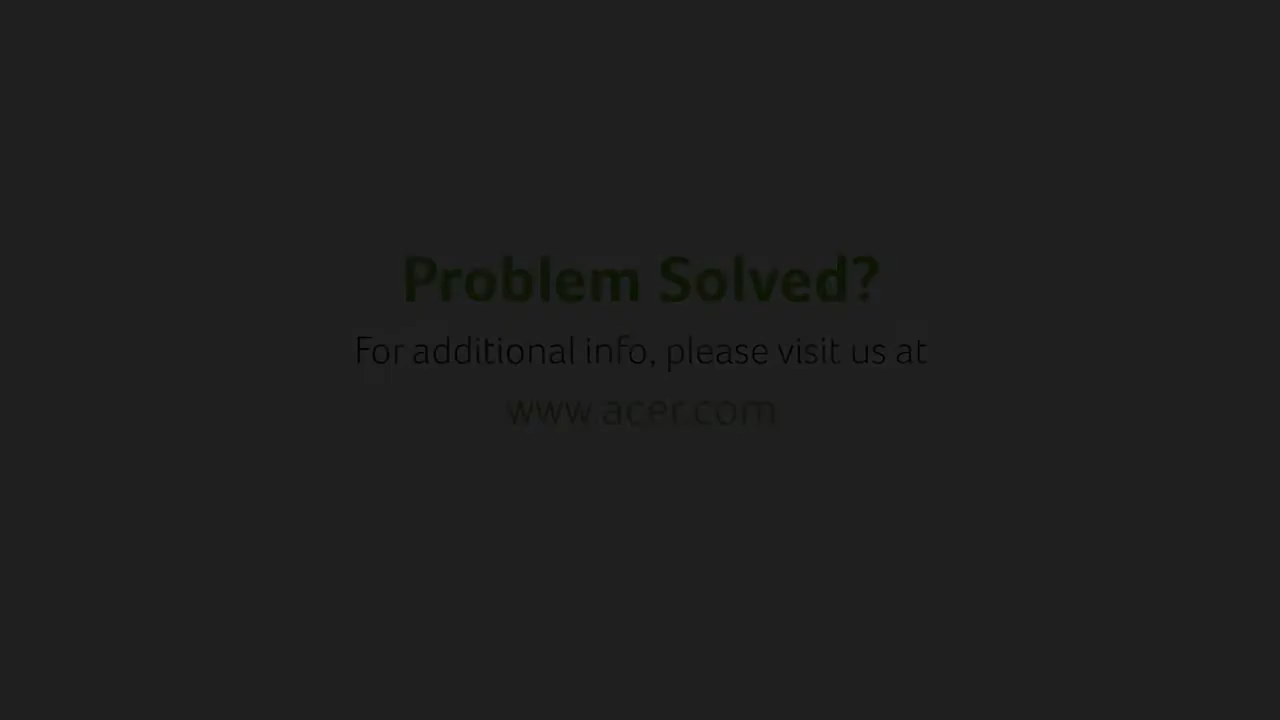 Problem Solved?
For additional info, please visit us at
www.acer.com